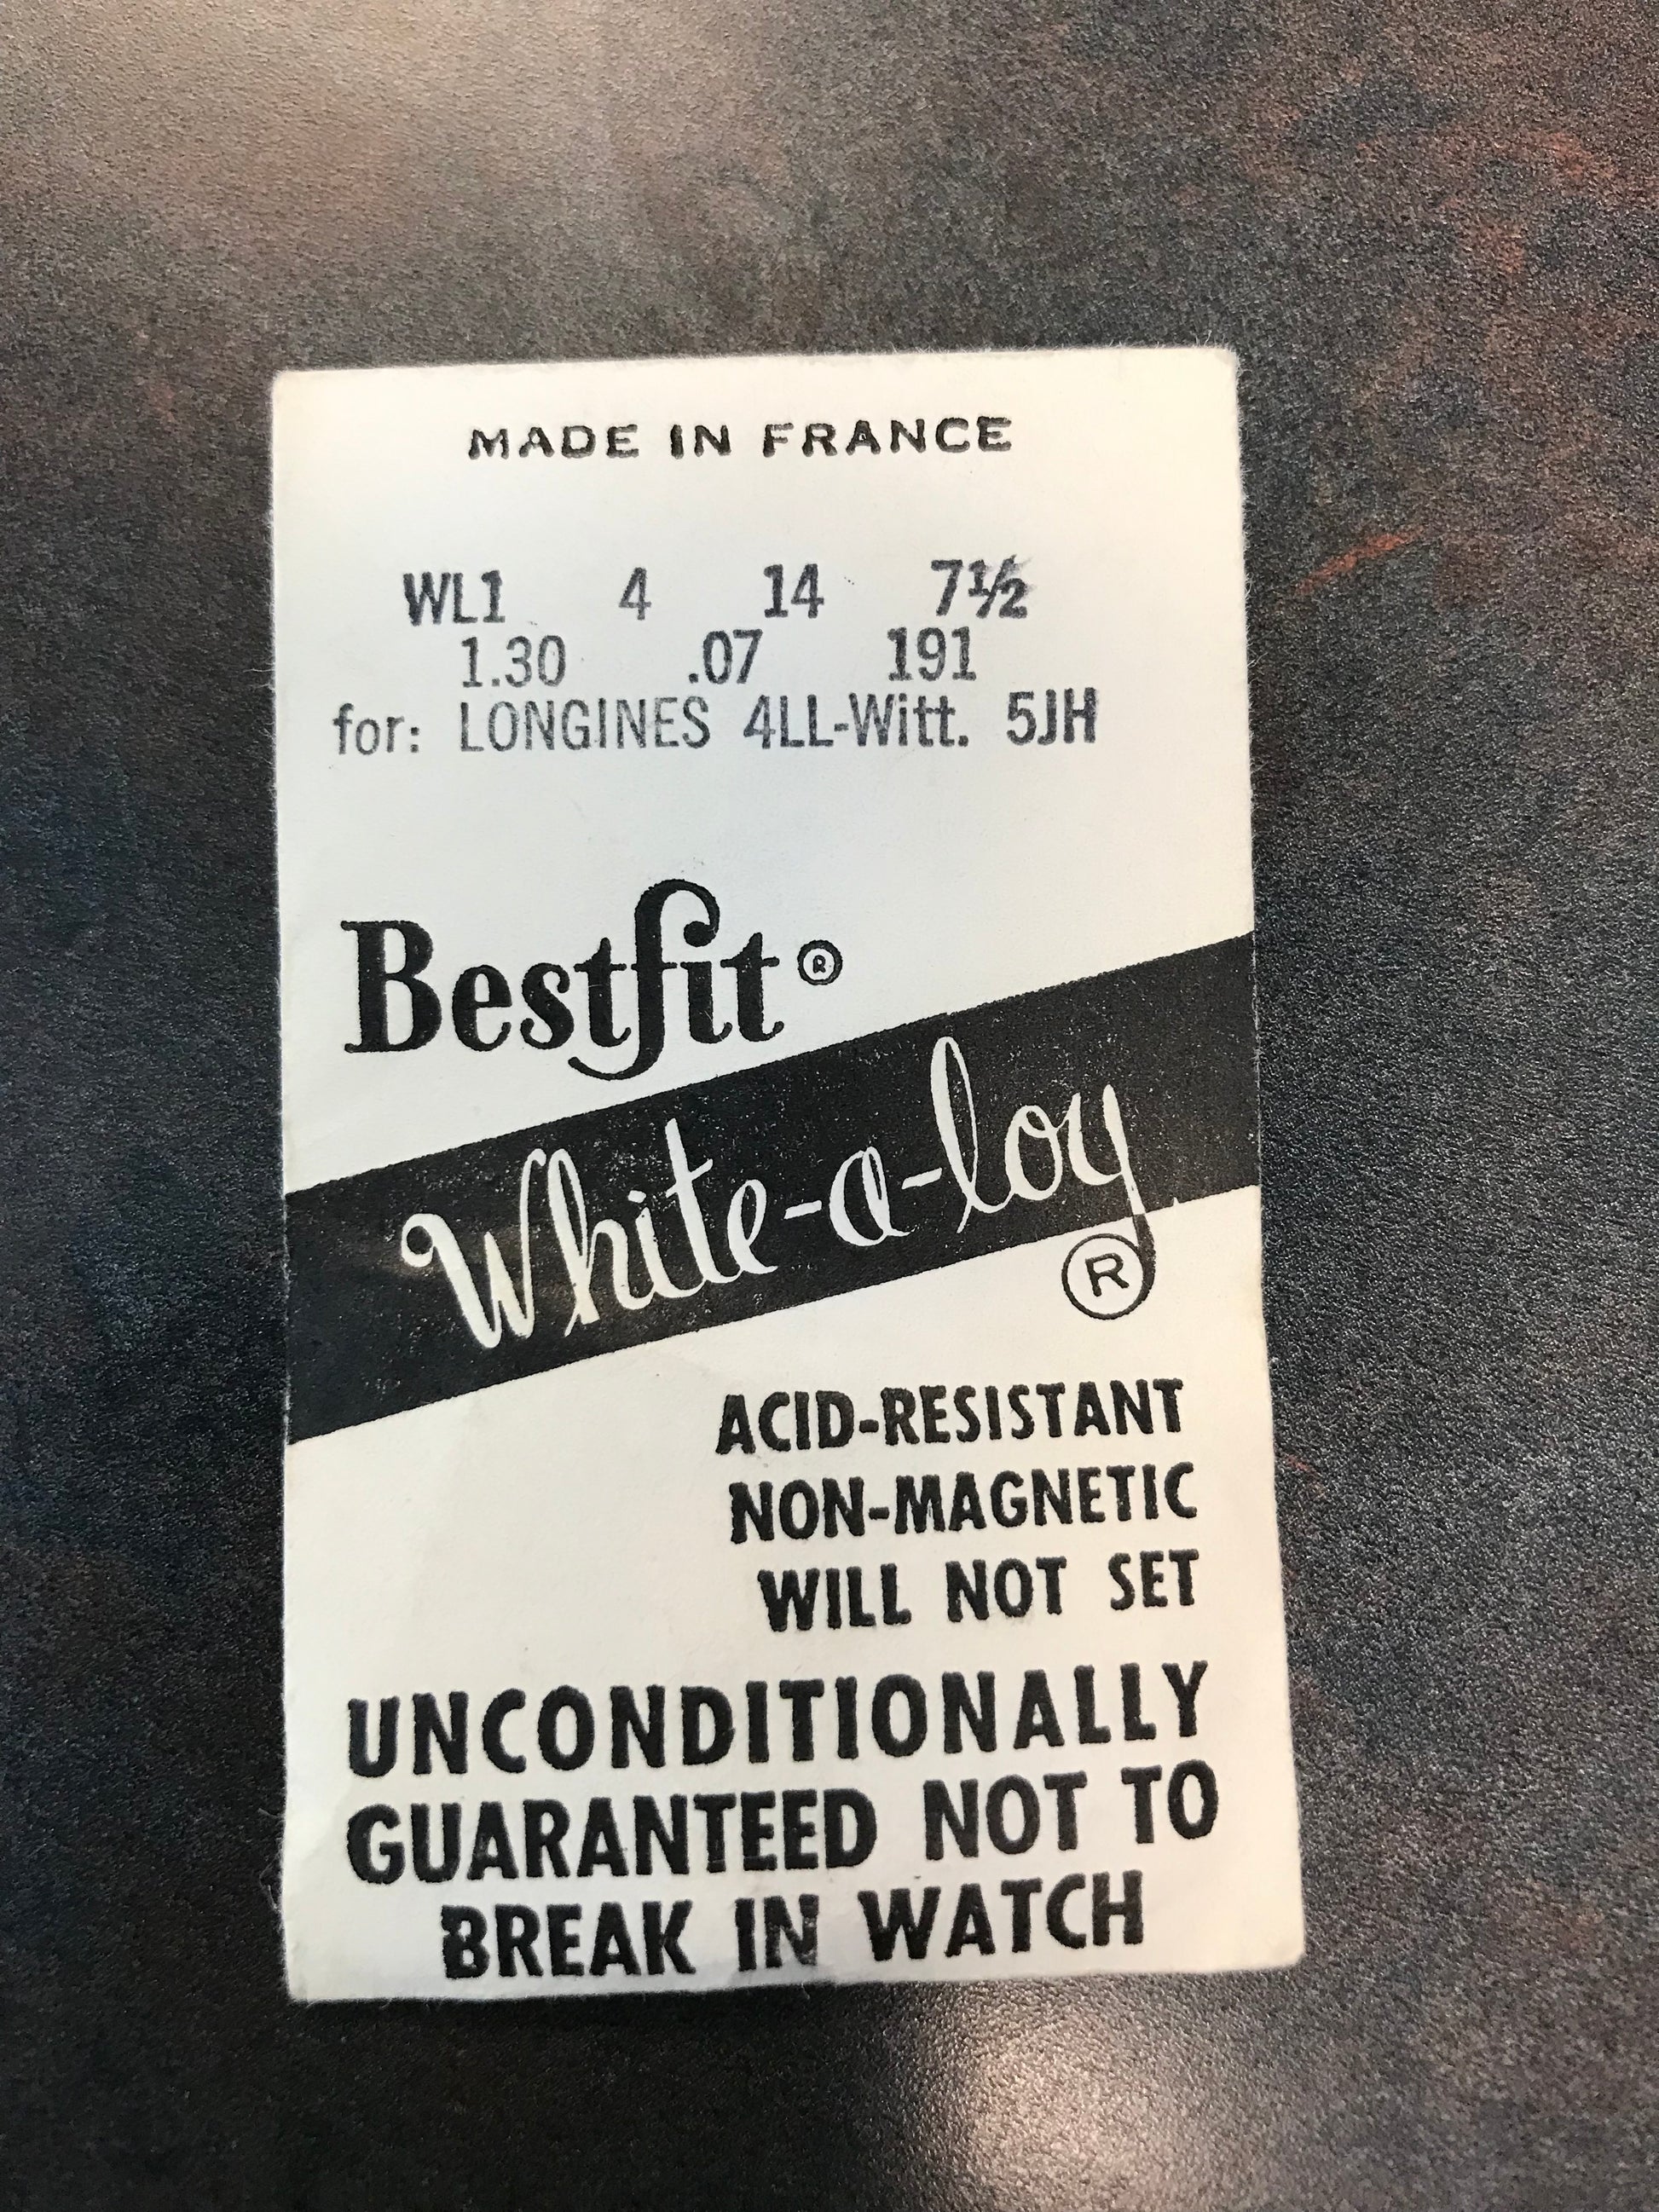 MADE IN FRANCE
WL1 4 14 7½
1.30 .07 191
for: LONGINES 4LL-Witt. 5JH
Bestfit®
White-a-loy
®
ACID-RESISTANT
NON-MAGNETIC
WILL NOT SET
UNCONDITIONALLY
GUARANTEED NOT TO
BREAK IN WATCH